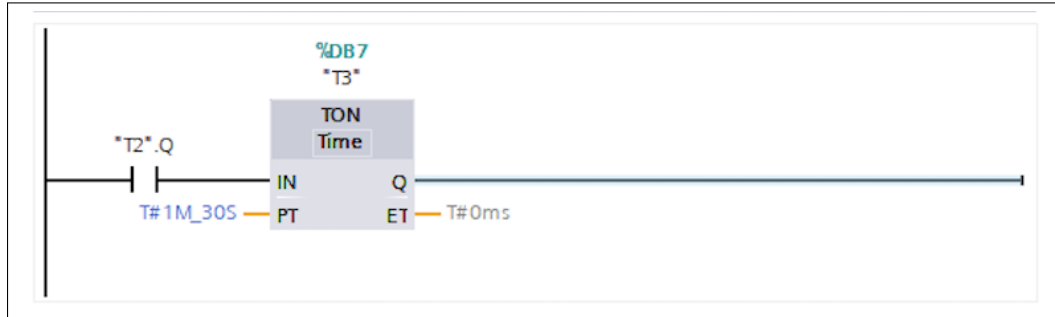 %DB7
"T3"
TON
Time
"T2".Q
IN Q
T#1M_30S PT ET T#0ms